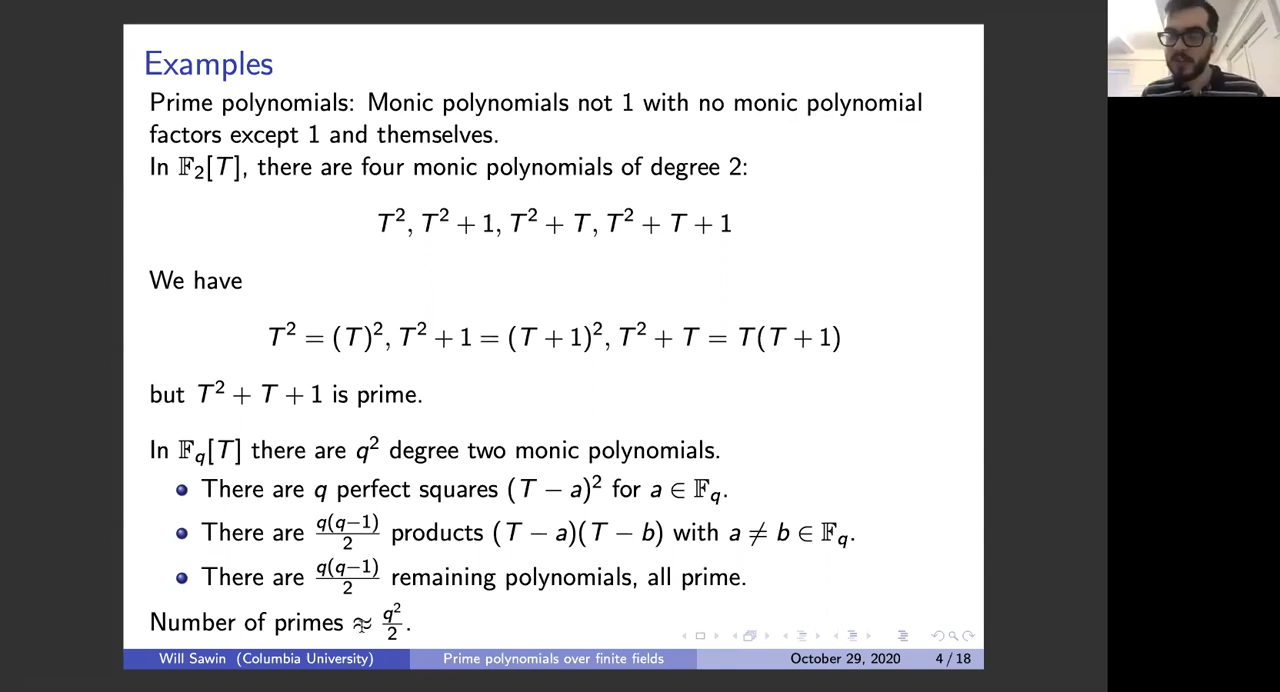 Examples
Prime polynomials: Monic polynomials not 1 with no monic polynomial
factors except 1 and themselves.
In 𝔽₂[T], there are four monic polynomials of degree 2:
T², T² + 1, T² + T, T² + T + 1
We have
T² = (T)², T² + 1 = (T + 1)², T² + T = T(T + 1)
but T² + T + 1 is prime.
In 𝔽_q[T] there are q² degree two monic polynomials.
There are q perfect squares (T − a)² for a ∈ 𝔽_q.
There are q(q−1)/2 products (T − a)(T − b) with a ≠ b ∈ 𝔽_q.
There are q(q−1)/2 remaining polynomials, all prime.
Number of primes ≈ q²/2.
Will Sawin (Columbia University) Prime polynomials over finite fields October 29, 2020 4 / 18